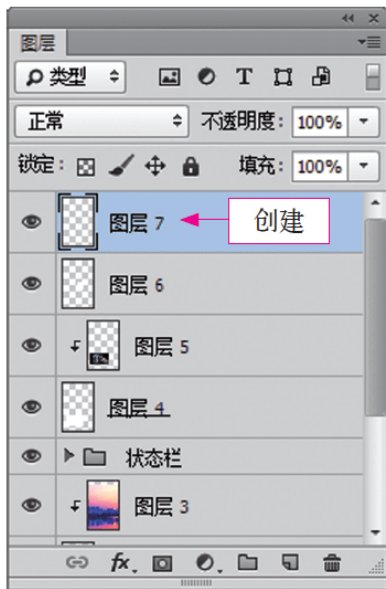 图层
类型
正常 不透明度: 100%
锁定: 填充: 100%
图层 7 创建
图层 6
图层 5
图层 4
状态栏
图层 3
fx